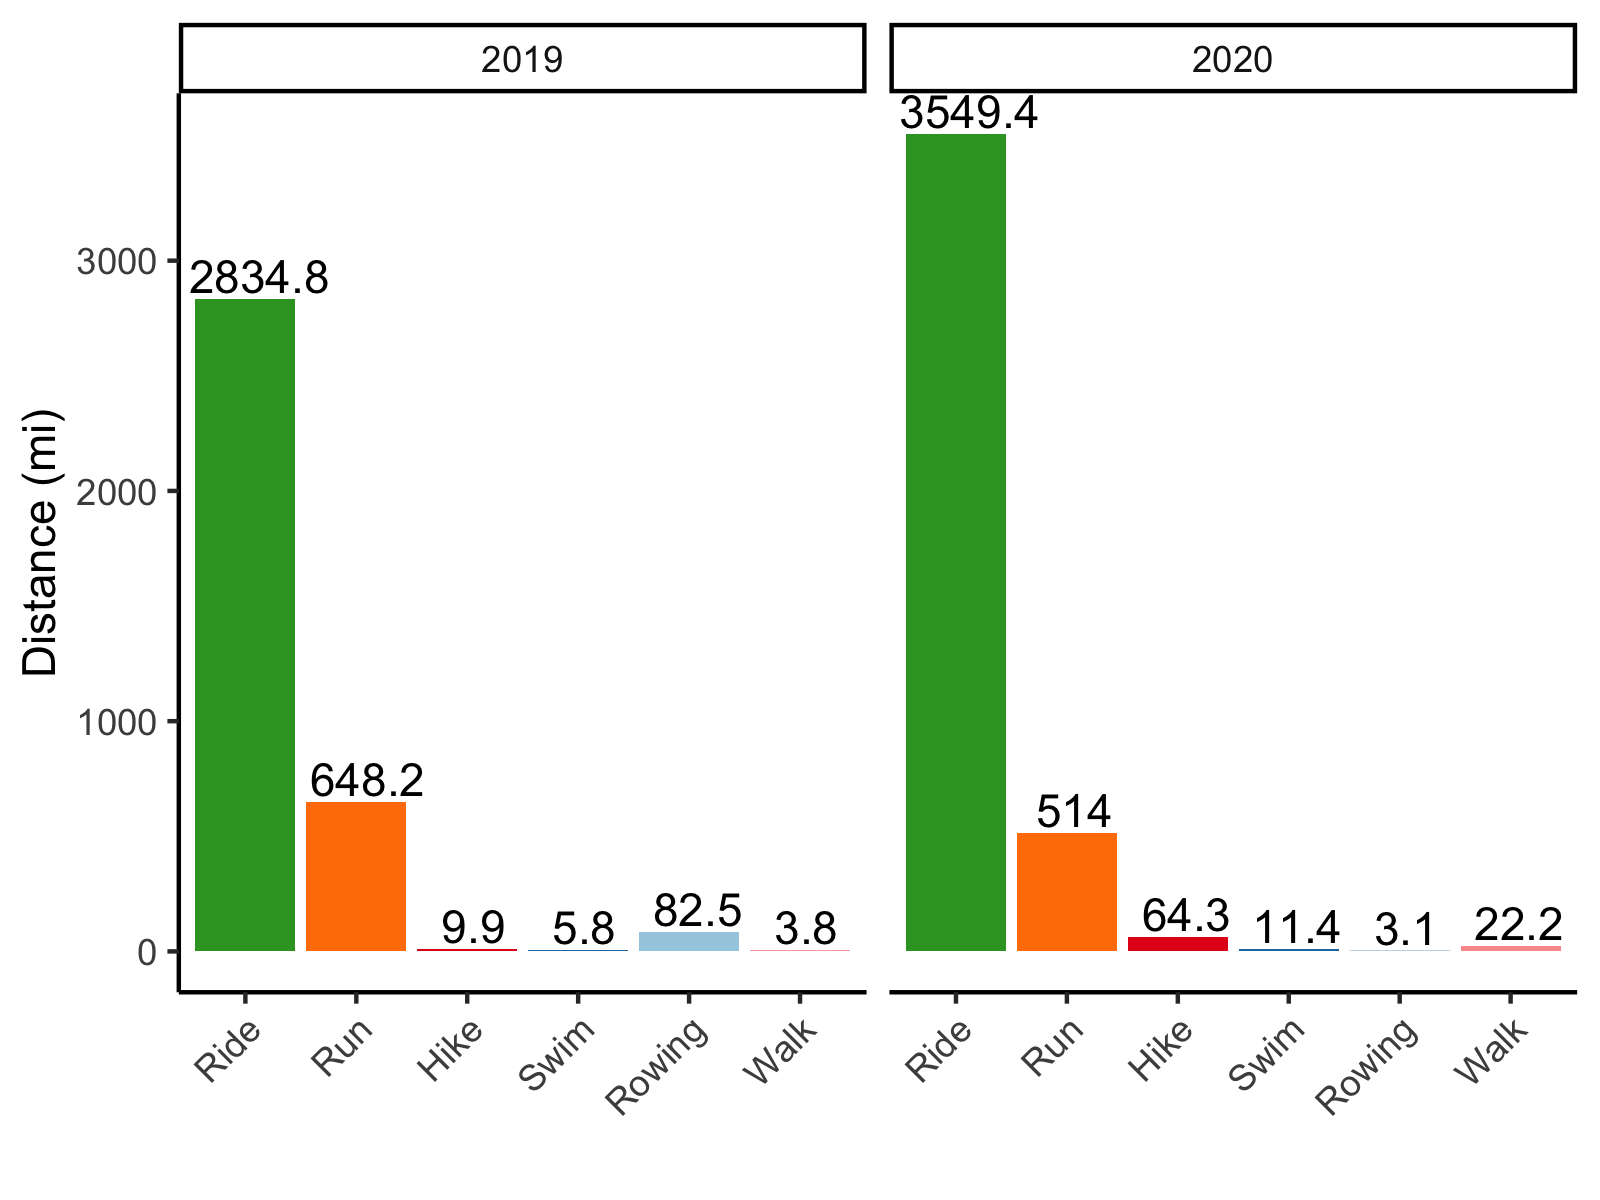 2019
2020
Distance (mi)
3000
2000
1000
0
2834.8
648.2
9.9
5.8
82.5
3.8
3549.4
514
64.3
11.4
3.1
22.2
Ride
Run
Hike
Swim
Rowing
Walk
Ride
Run
Hike
Swim
Rowing
Walk